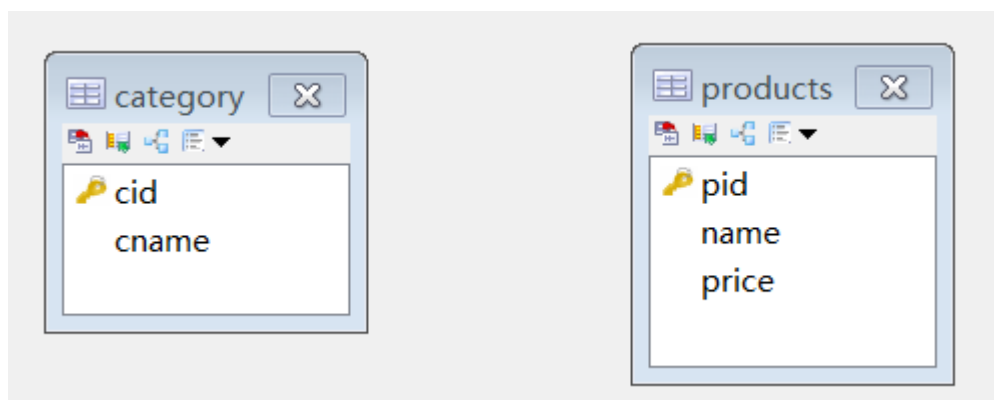 category
cid
cname
products
pid
name
price